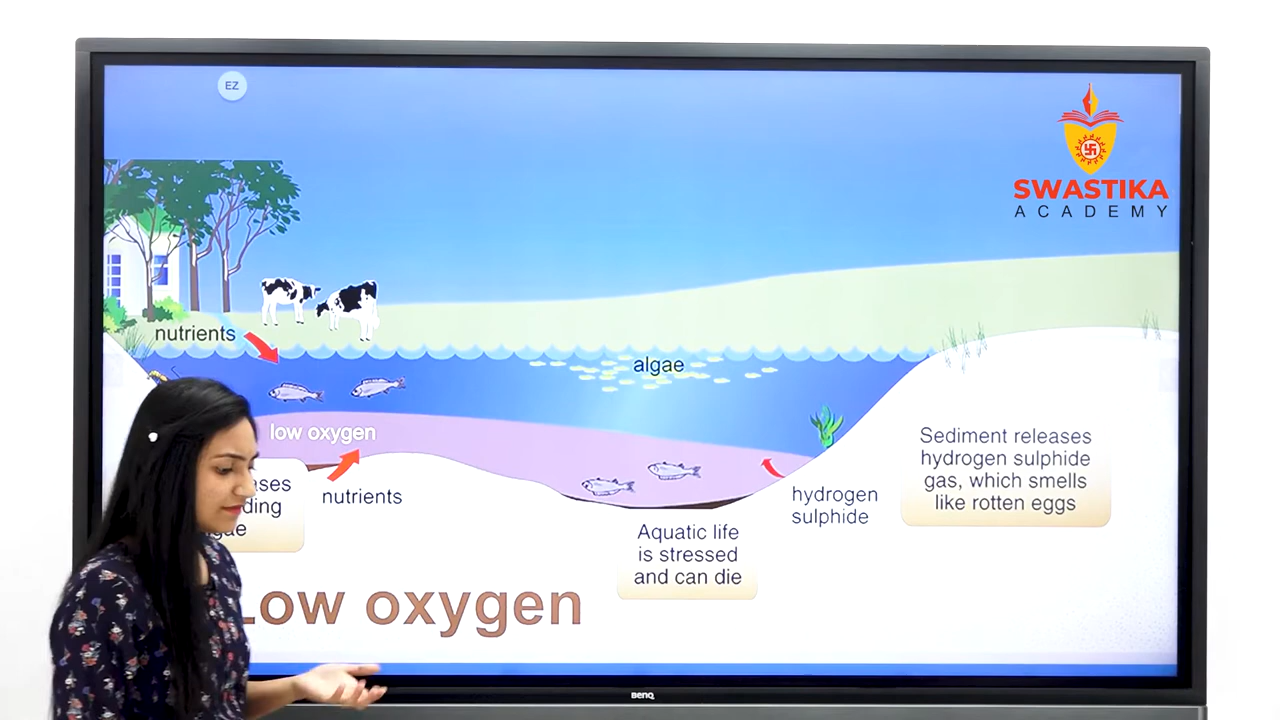 EZ
SWASTIKA
ACADEMY
nutrients
algae
low oxygen
nutrients
hydrogen
sulphide
Sediment releases
hydrogen sulphide
gas, which smells
like rotten eggs
Aquatic life
is stressed
and can die
Low oxygen
BenQ